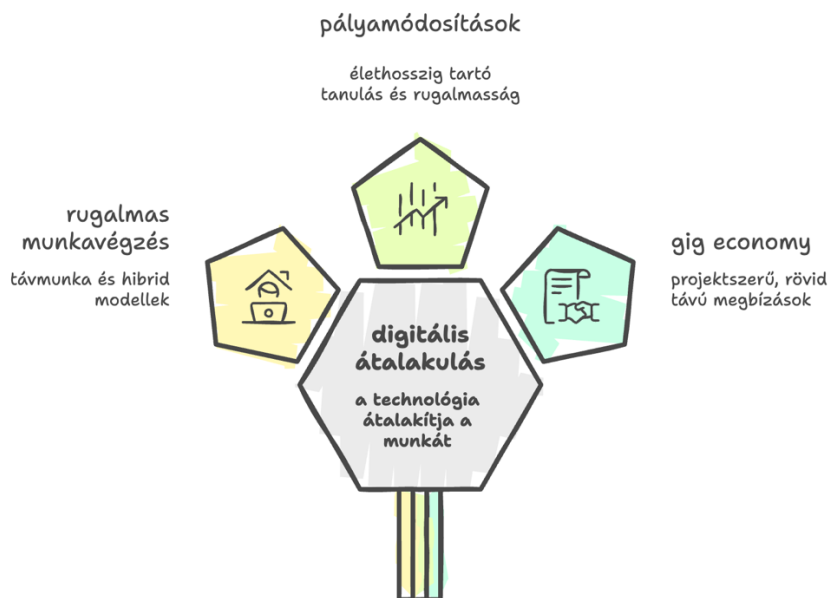 pályamódosítások
élethosszig tartó
tanulás és rugalmasság
rugalmas
munkavégzés
távmunka és hibrid
modellek
gig economy
projektszerű, rövid
távú megbízások
digitális
átalakulás
a technológia
átalakítja a
munkát